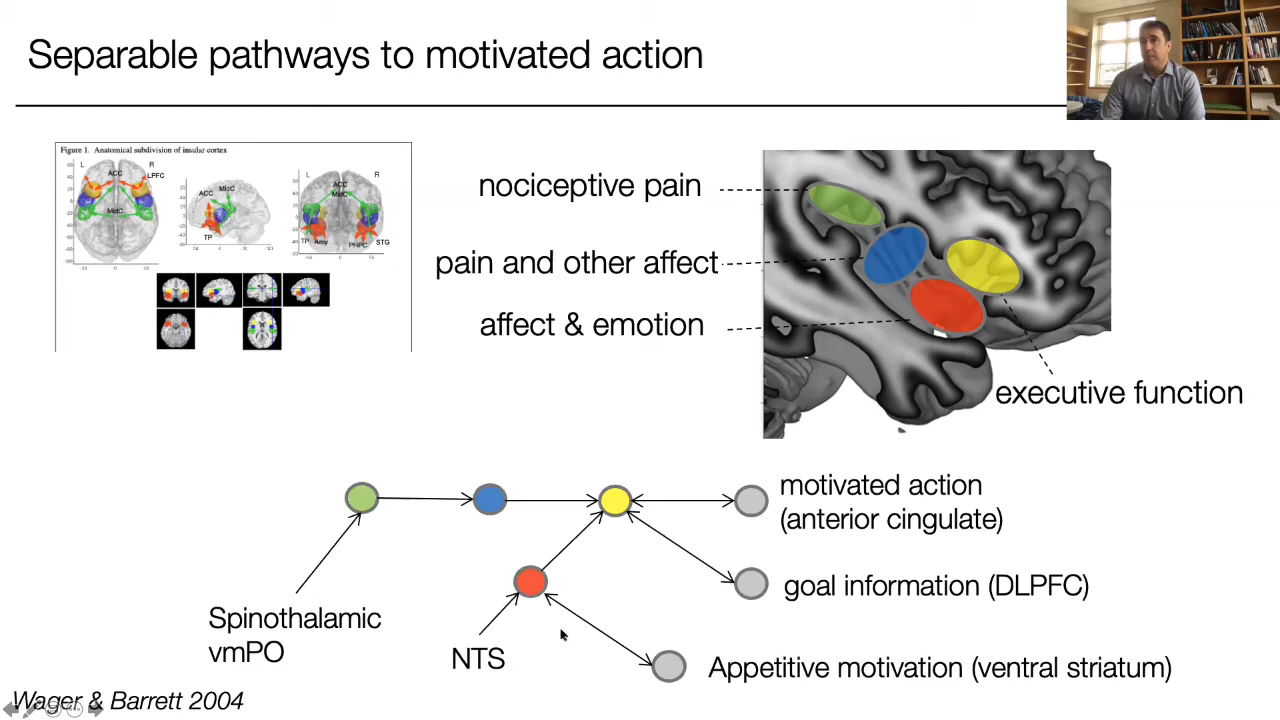 Separable pathways to motivated action
Figure 1. Anatomical subdivision of insular cortex
L
R
ACC
LPFC
MidC
ACC
MidC
TP
L
R
ACC
MidC
TP
Amy
PHPC
STG
nociceptive pain
pain and other affect
affect & emotion
executive function
motivated action
(anterior cingulate)
goal information (DLPFC)
Spinothalamic
vmPO
NTS
Appetitive motivation (ventral striatum)
Wager & Barrett 2004